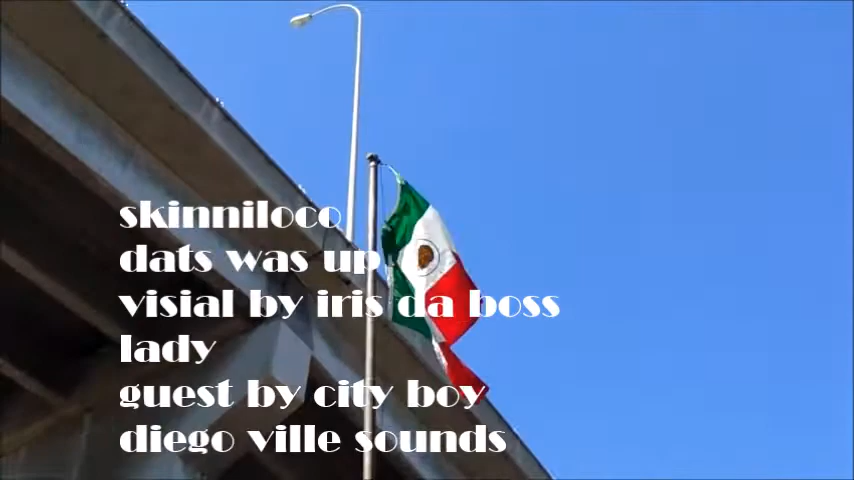 skinniloco
dats was up
visial by iris da boss
lady
guest by city boy
diego ville sounds